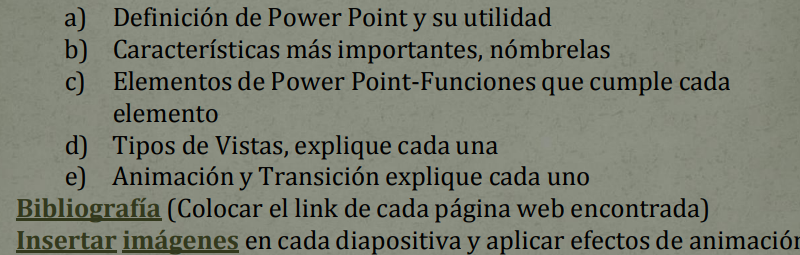 a) Definición de Power Point y su utilidad
b) Características más importantes, nómbrelas
c) Elementos de Power Point-Funciones que cumple cada
elemento
d) Tipos de Vistas, explique cada una
e) Animación y Transición explique cada uno
Bibliografía (Colocar el link de cada página web encontrada)
Insertar imágenes en cada diapositiva y aplicar efectos de animación